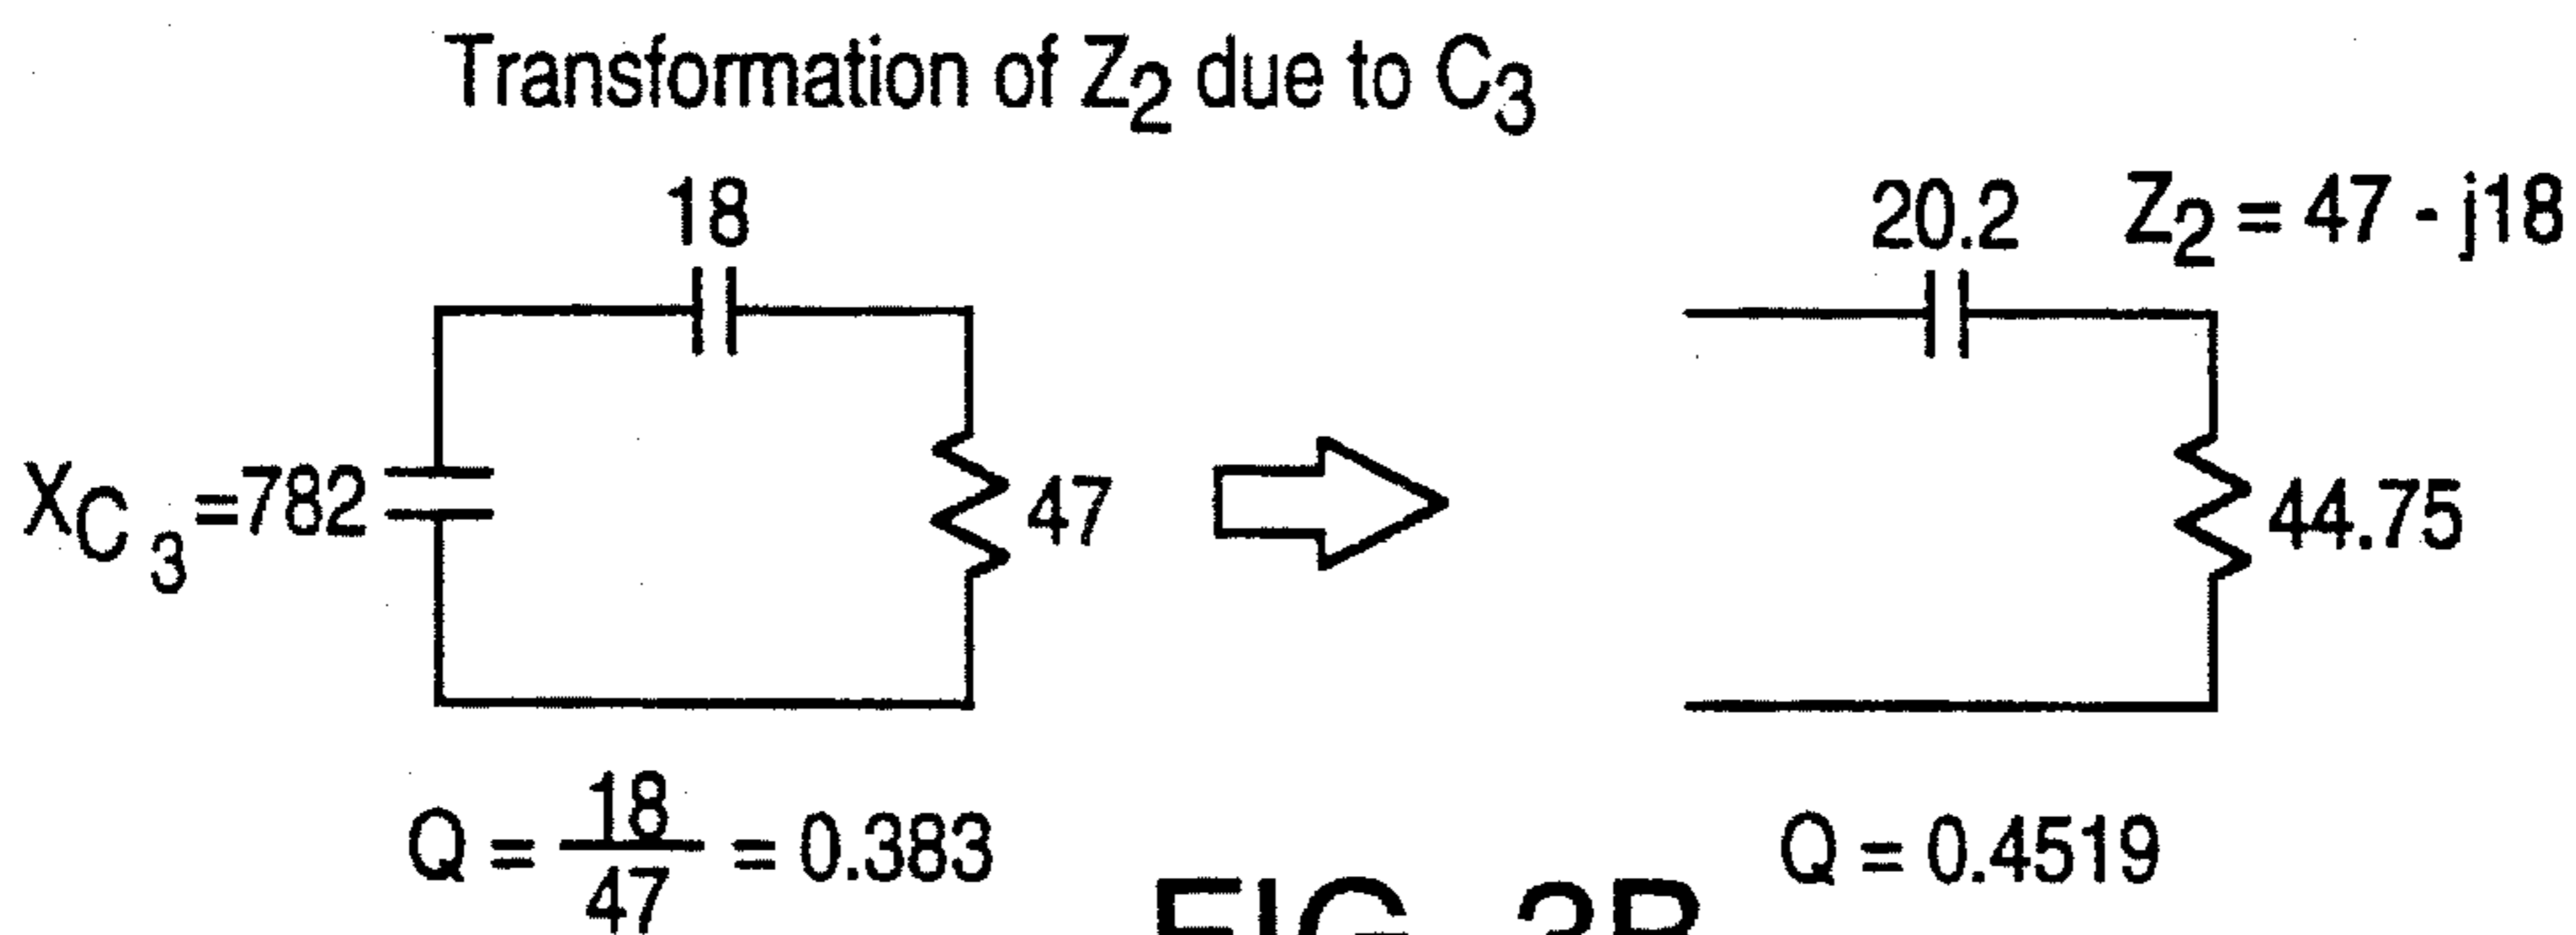 Transformation of Z2 due to C3
18
20.2
Z2 = 47 - j18
XC3=782
47
44.75
Q = 18/47 = 0.383
Q = 0.4519